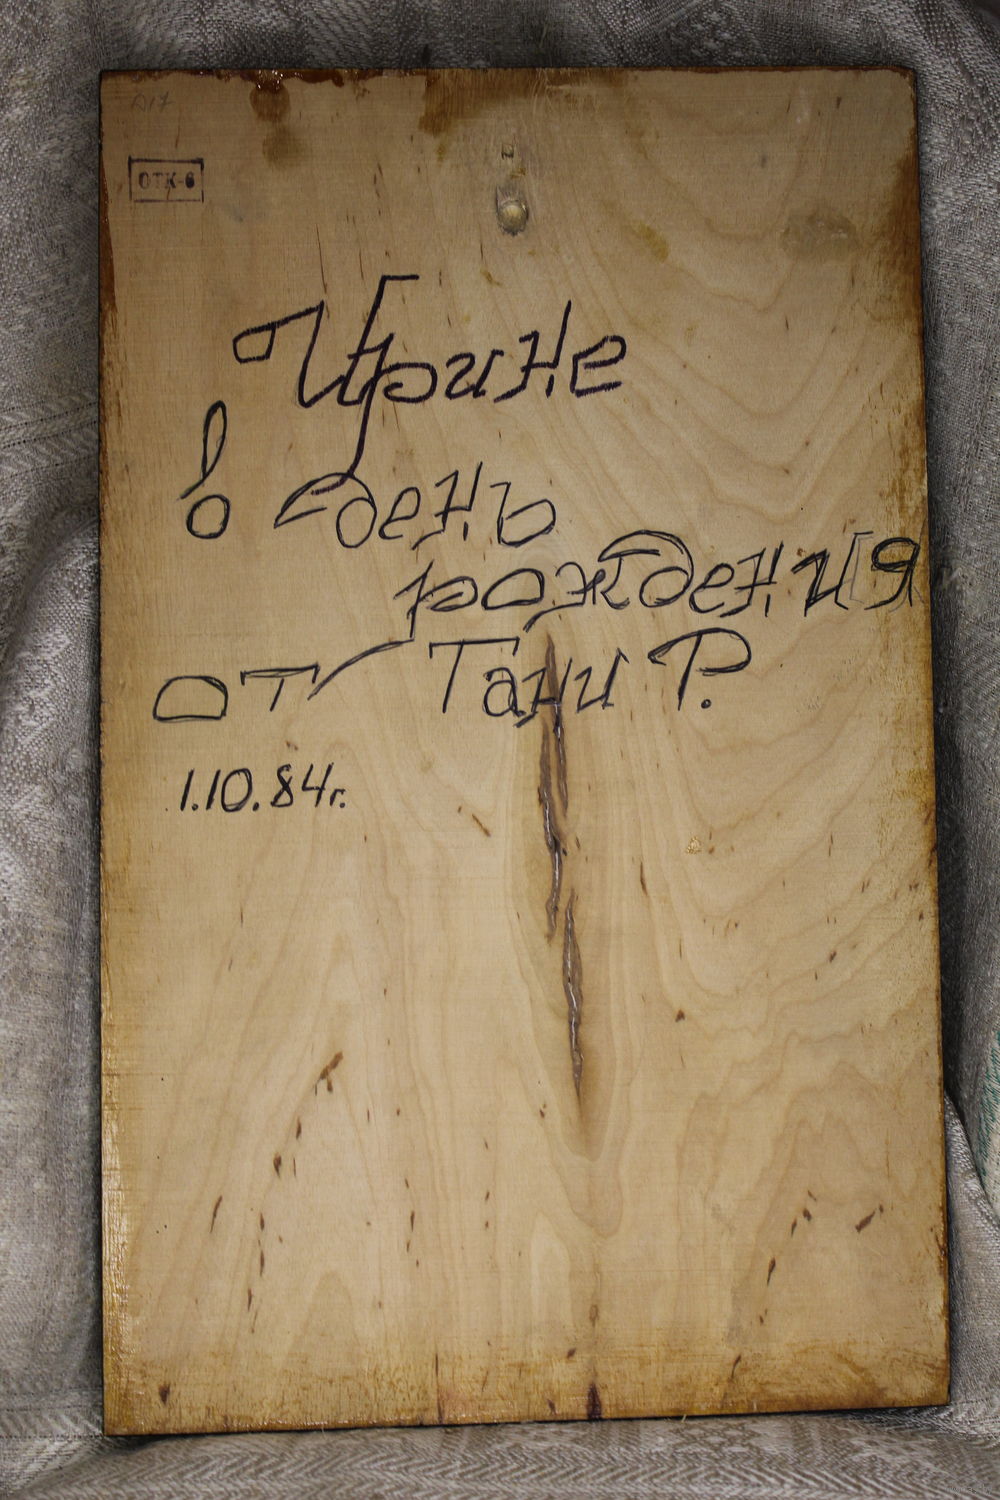 ОТК-6
Ирине
в день
рождения
от Тани Р.
1.10.84г.